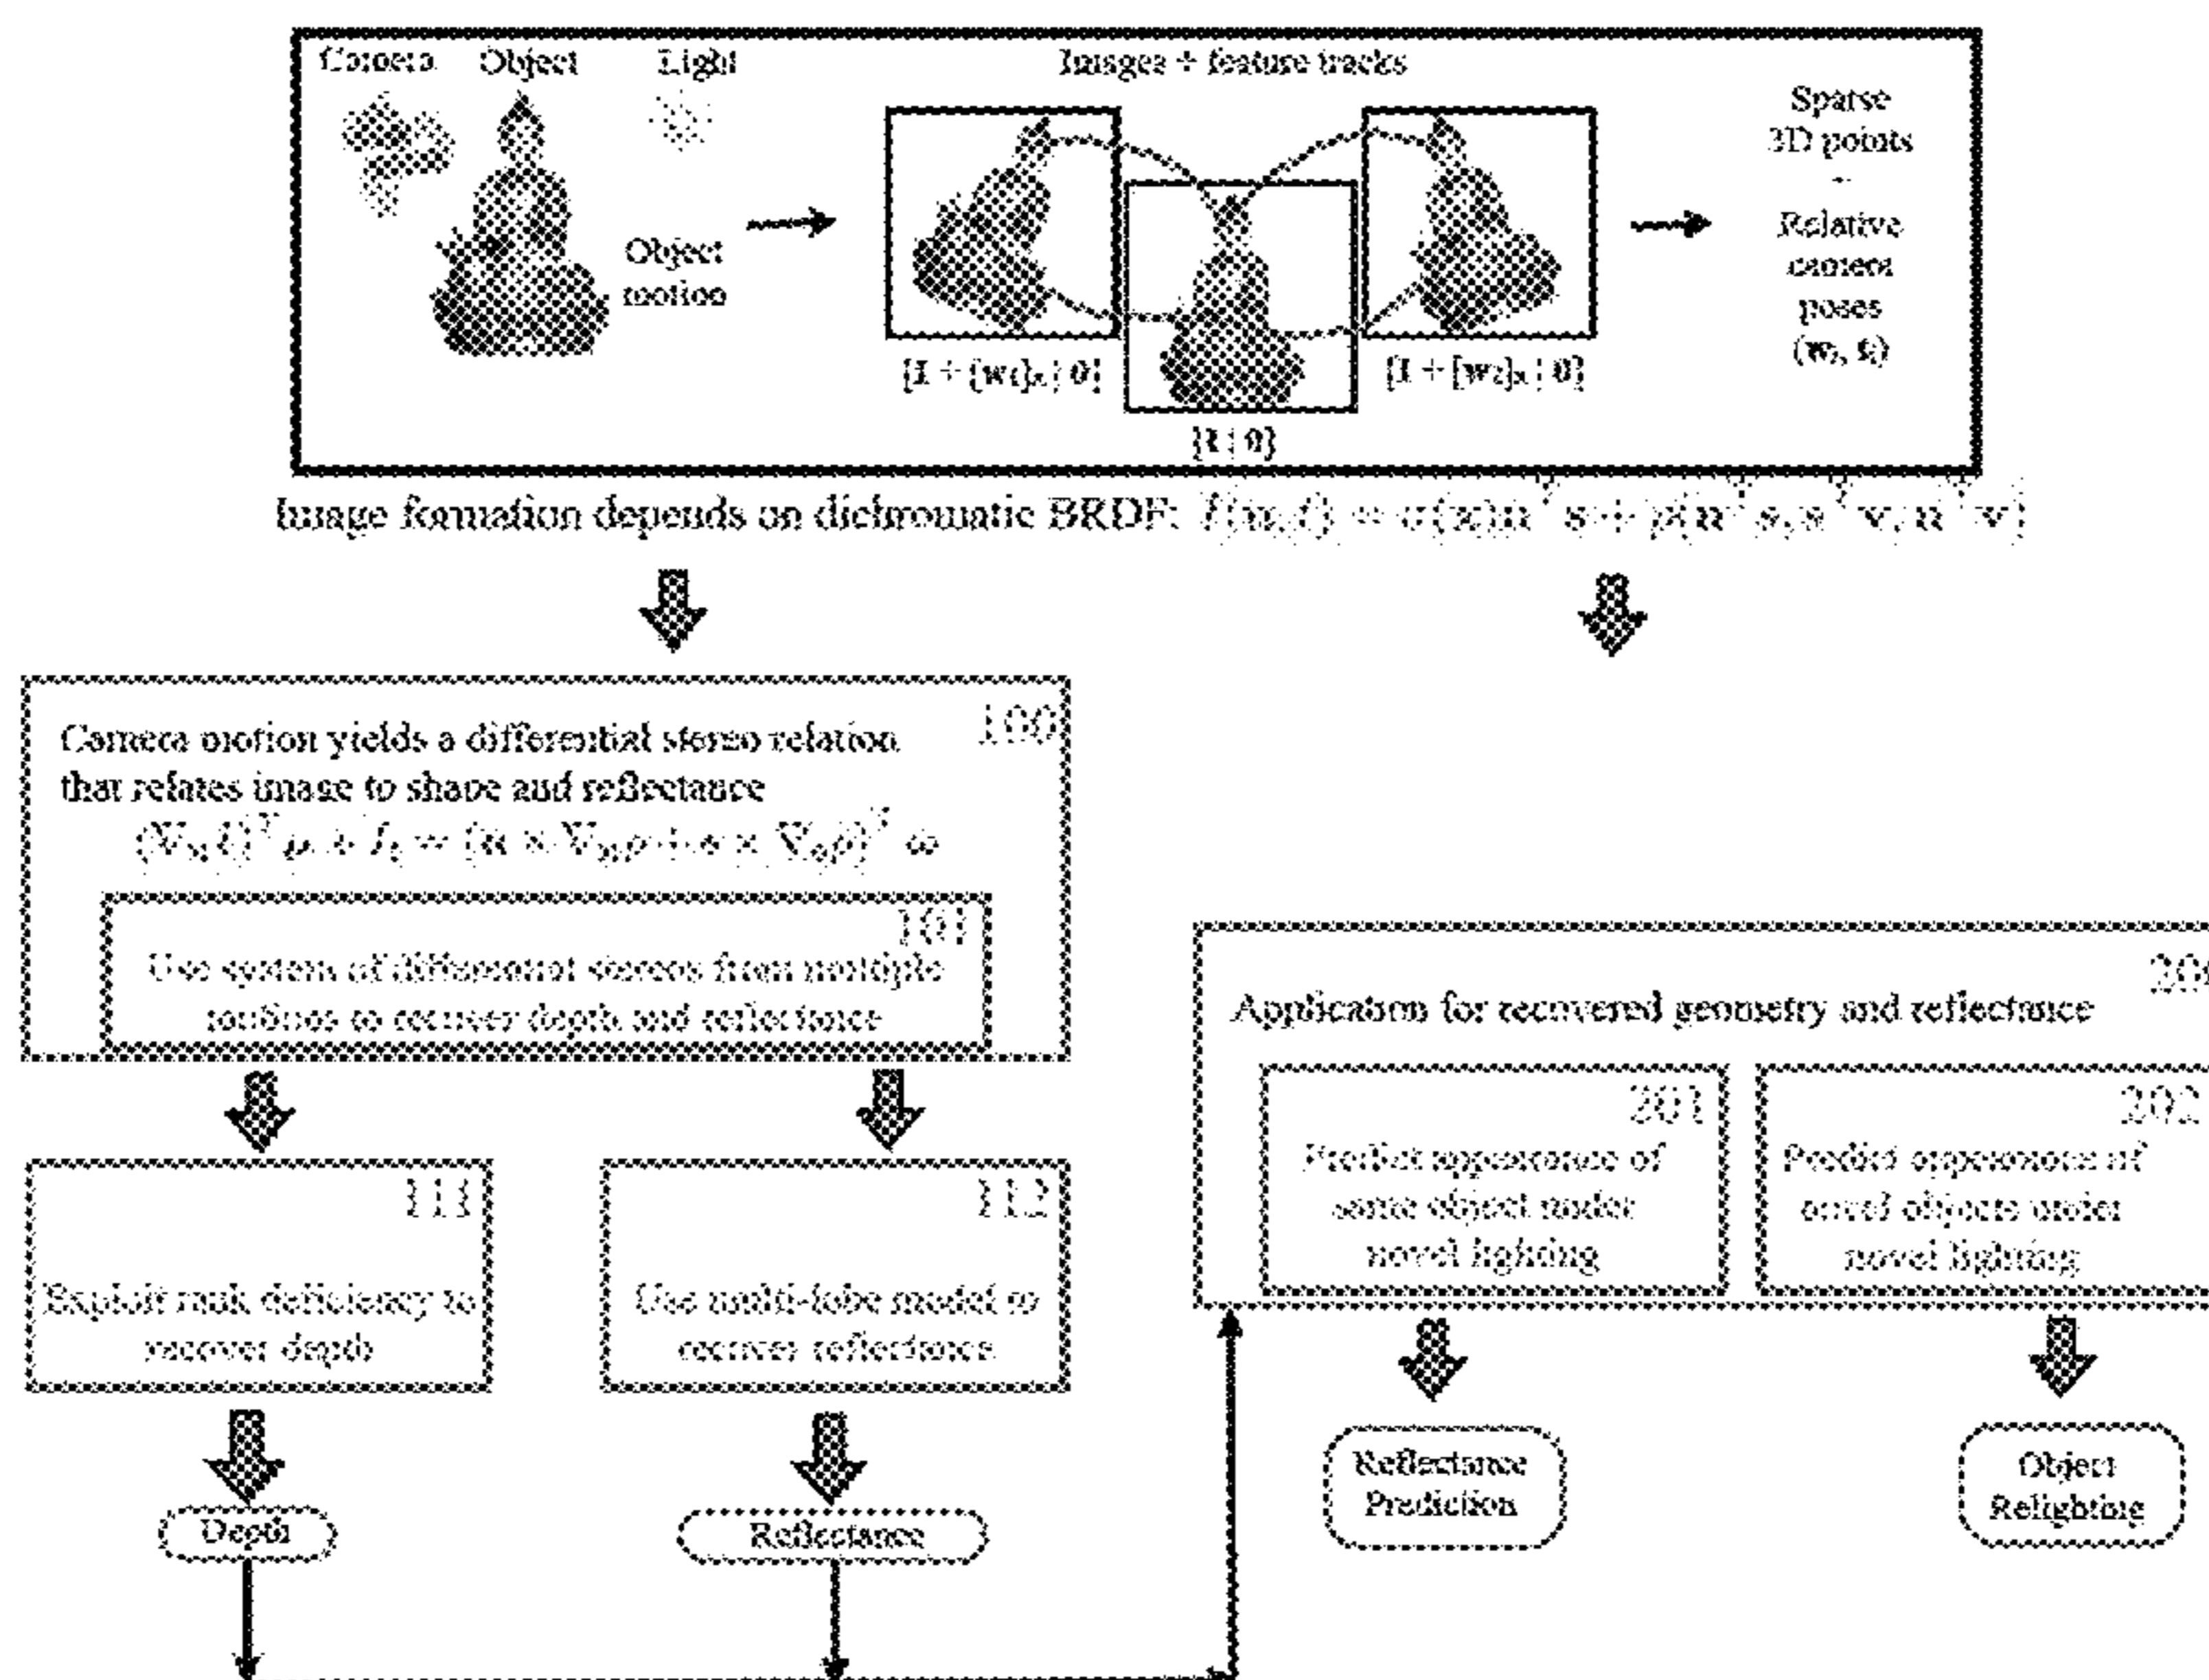 Camera Object Light
Images + feature tracks
Object
motion
Sparse
3D points
Relative
camera
poses
[I + [w₁]ₓ | 0]
[I | 0]
[I + [w₂]ₓ | 0]
Image formation depends on dichromatic BRDF:
100
Camera motion yields a differential stereo relation
that relates image to shape and reflectance
101
Use system of differential stereos from multiple
motions to recover depth and reflectance
111
Exploit rank deficiency to
recover depth
112
Use multi-lobe model to
recover reflectance
Depth
Reflectance
Application for recovered geometry and reflectance
201
Predict appearance of
same object under
novel lighting
202
Predict appearance of
novel objects under
novel lighting
Reflectance
Prediction
Object
Relighting